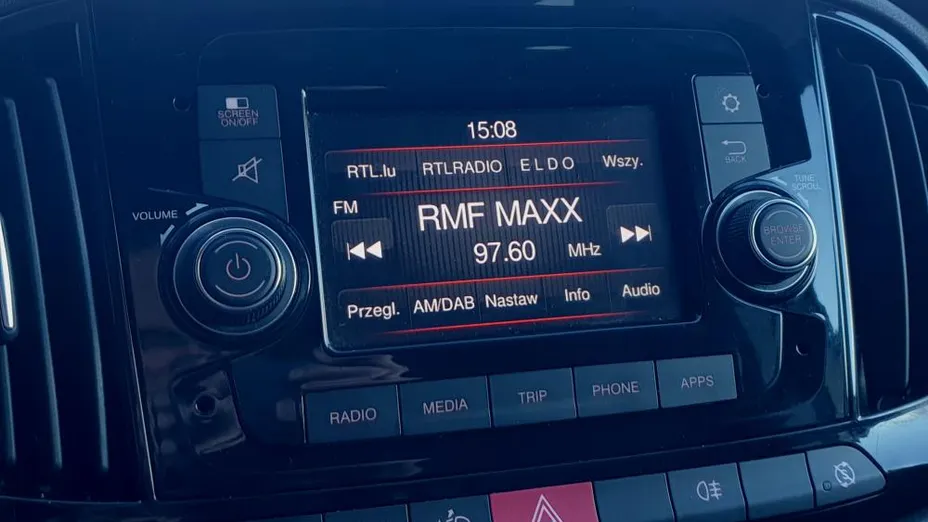 SCREEN
ON/OFF
15:08
RTL.lu RTLRADIO ELDO Wszy.
BACK
VOLUME
FM
RMF MAXX
97.60 MHz
TUNE
SCROLL
BROWSE
ENTER
Przegl. AM/DAB Nastaw Info Audio
RADIO MEDIA TRIP PHONE APPS